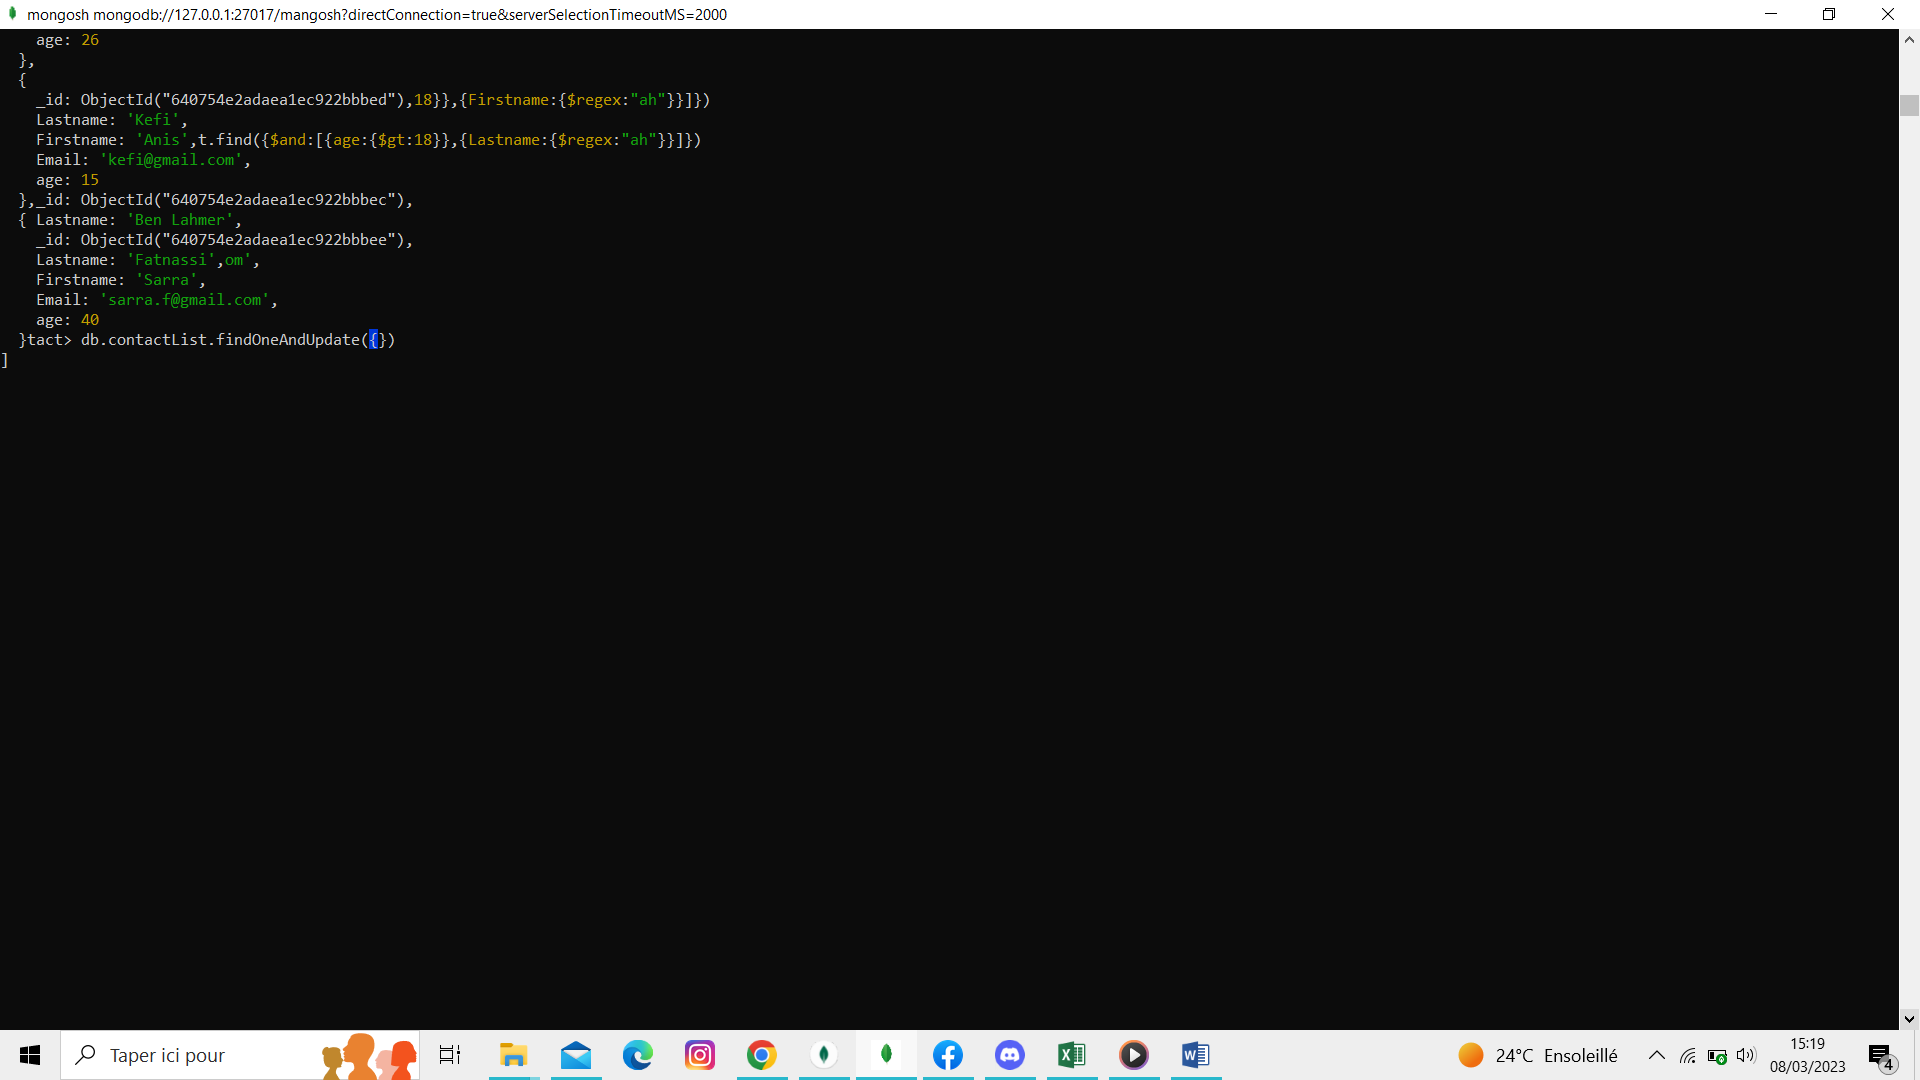 mongosh mongodb://127.0.0.1:27017/mangosh?directConnection=true&serverSelectionTimeoutMS=2000
age: 26
},
{
_id: ObjectId("640754e2adaea1ec922bbbed"),18}},{Firstname:{$regex:"ah"}}]})
Lastname: 'Kefi',
Firstname: 'Anis',t.find({$and:[{age:{$gt:18}},{Lastname:{$regex:"ah"}}]})
Email: 'kefi@gmail.com',
age: 15
},_id: ObjectId("640754e2adaea1ec922bbbec"),
{ Lastname: 'Ben Lahmer',
_id: ObjectId("640754e2adaea1ec922bbbee"),
Lastname: 'Fatnassi',om',
Firstname: 'Sarra',
Email: 'sarra.f@gmail.com',
age: 40
}tact> db.contactList.findOneAndUpdate({})
]
Taper ici pour
24°C Ensoleillé
15:19
08/03/2023
4